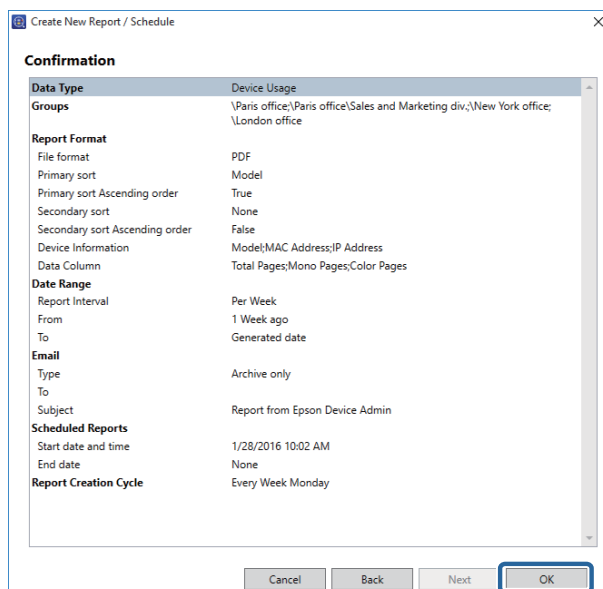 Create New Report / Schedule
Confirmation
Data Type Device Usage
Groups \Paris office;\Paris office\Sales and Marketing div.;\New York office;
\London office
Report Format
File format PDF
Primary sort Model
Primary sort Ascending order True
Secondary sort None
Secondary sort Ascending order False
Device Information Model;MAC Address;IP Address
Data Column Total Pages;Mono Pages;Color Pages
Date Range
Report Interval Per Week
From 1 Week ago
To Generated date
Email
Type Archive only
To
Subject Report from Epson Device Admin
Scheduled Reports
Start date and time 1/28/2016 10:02 AM
End date None
Report Creation Cycle Every Week Monday
Cancel Back Next OK